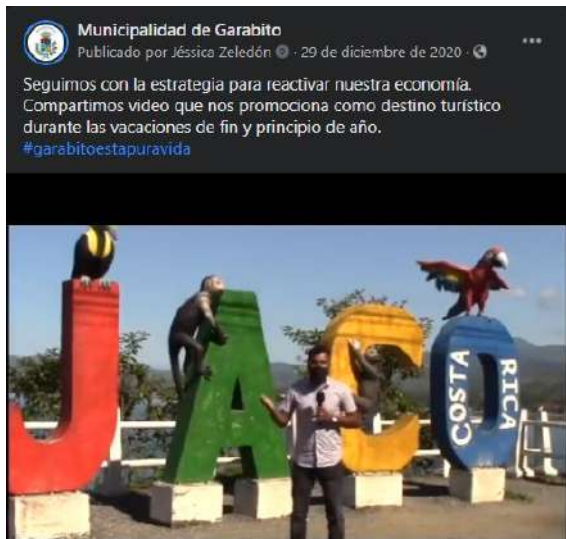 Municipalidad de Garabito
Publicado por Jéssica Zeledón · 29 de diciembre de 2020 ·
Seguimos con la estrategia para reactivar nuestra economía.
Compartimos video que nos promociona como destino turístico
durante las vacaciones de fin y principio de año.
#garabitoestapuravida
JACO
COSTA RICA